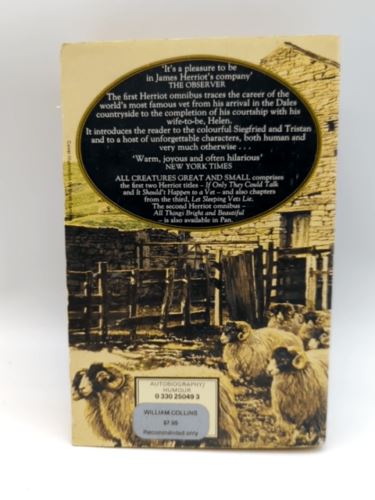 'It's a pleasure to be
in James Herriot's company'
THE OBSERVER
The first Herriot omnibus traces the career of the
world's most famous vet from his arrival in the Dales
countryside to the completion of his courtship with his
wife-to-be, Helen.
It introduces the reader to the colourful Siegfried and Tristan
and to a host of unforgettable characters, both human and
very much otherwise . . .
'Warm, joyous and often hilarious'
NEW YORK TIMES
ALL CREATURES GREAT AND SMALL comprises
the first two Herriot titles – If Only They Could Talk
and It Should't Happen to a Vet – and also chapters
from the third, Let Sleeping Vets Lie.
The second Herriot omnibus –
All Things Bright and Beautiful
– is also available in Pan.
AUTOBIOGRAPHY/
HUMOUR
0 330 25049 3
WILLIAM COLLINS
$7.95
Recommended only